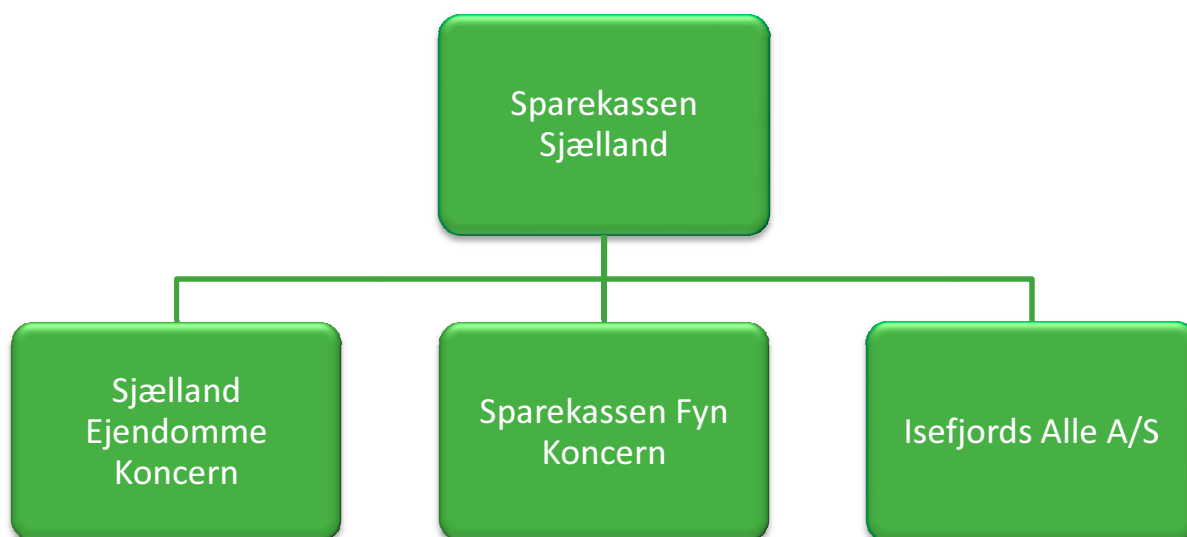 Sparekassen
Sjælland
Sjælland
Ejendomme
Koncern
Sparekassen Fyn
Koncern
Isefjords Alle A/S